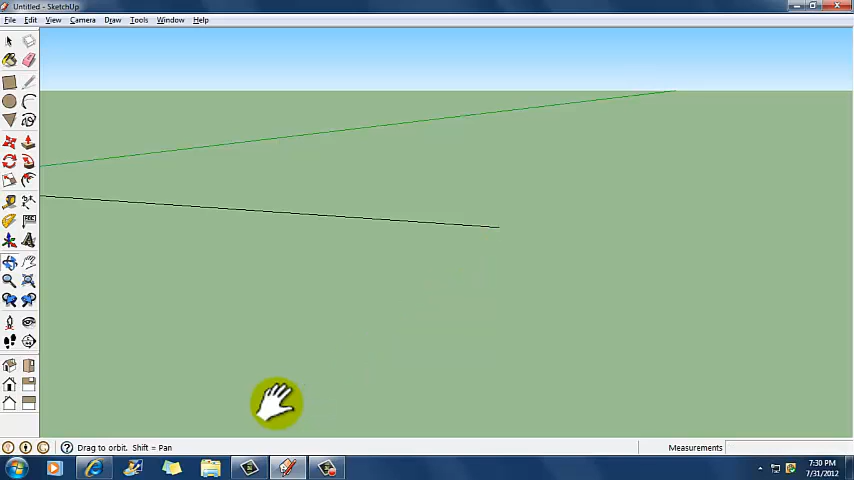 Untitled - SketchUp
File Edit View Camera Draw Tools Window Help
Drag to orbit. Shift = Pan
Measurements
7:30 PM
7/31/2012